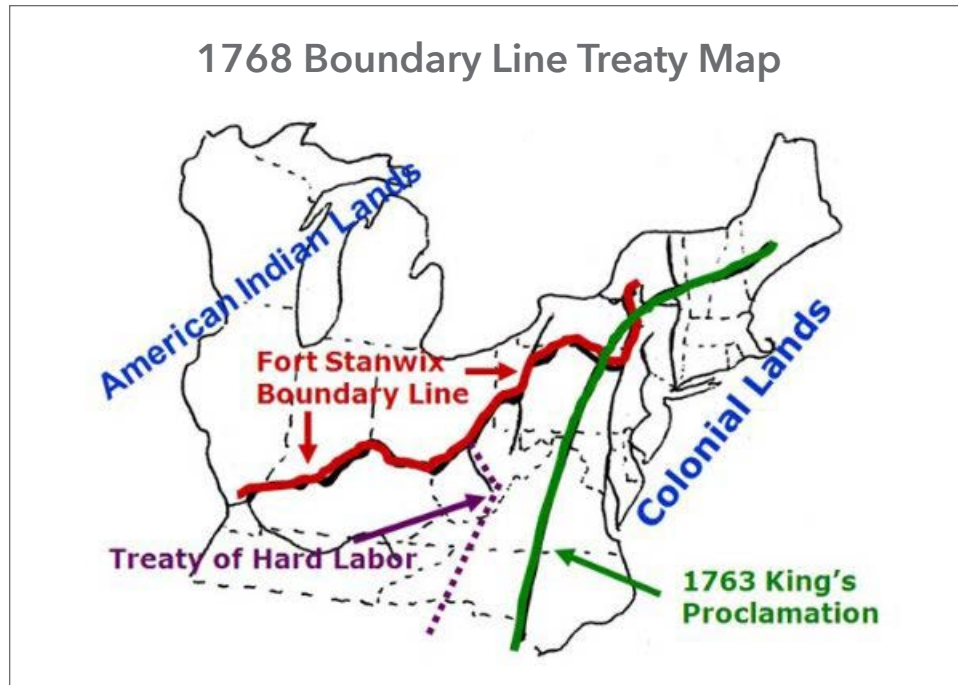 1768 Boundary Line Treaty Map
American Indian Lands
Fort Stanwix
Boundary Line
Colonial Lands
Treaty of Hard Labor
1763 King's
Proclamation